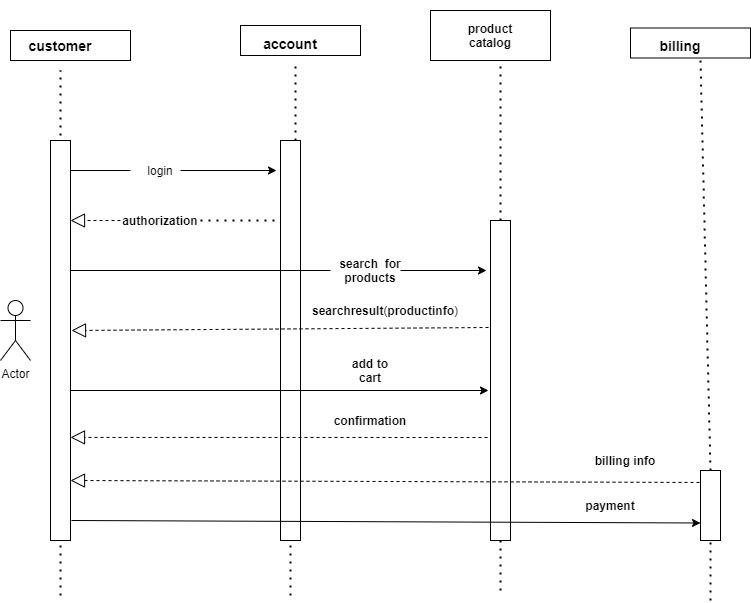 customer
account
product
catalog
billing
login
authorization
search for
products
searchresult(productinfo)
Actor
add to
cart
confirmation
billing info
payment